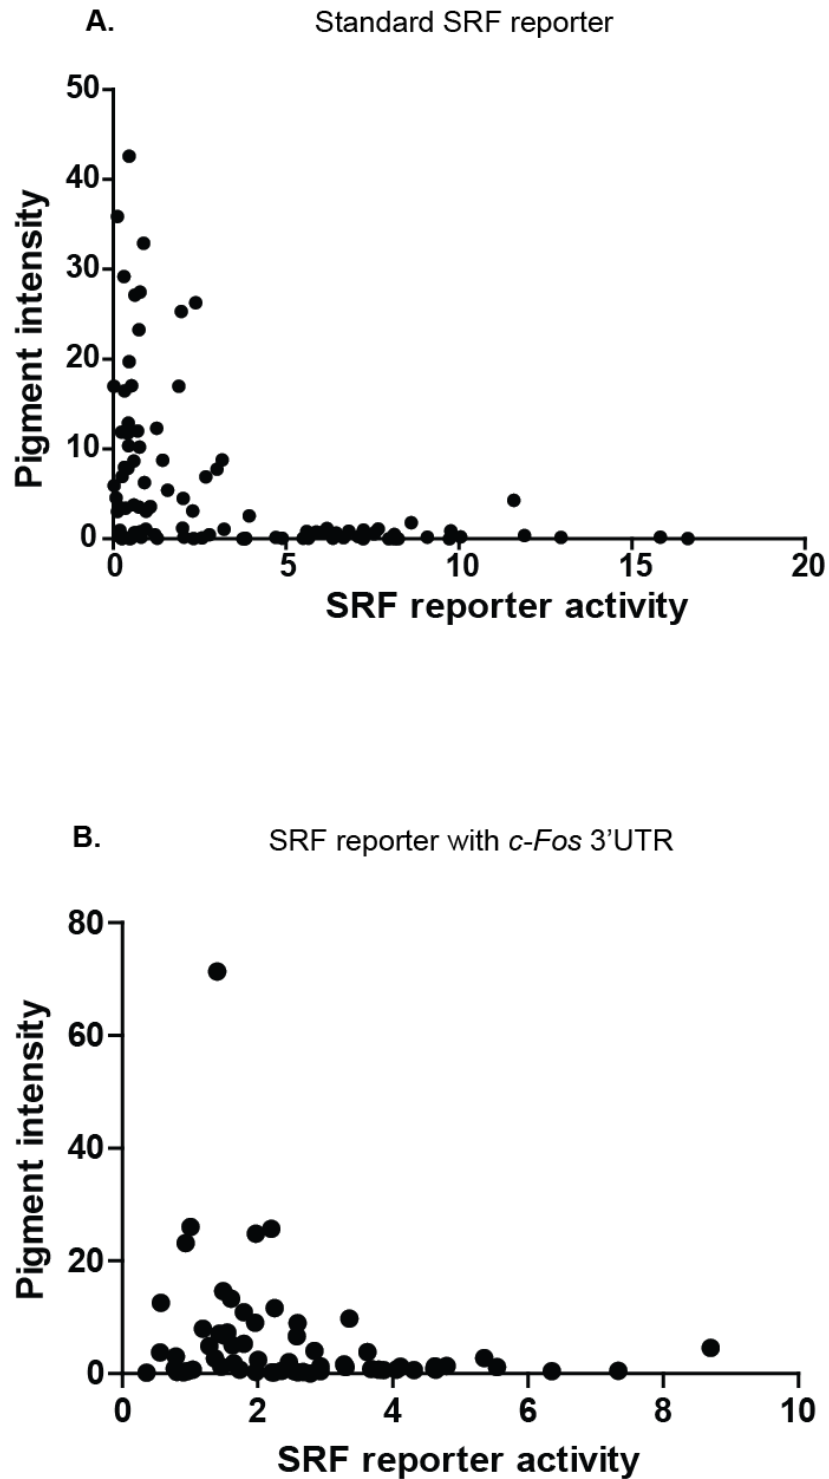 A.
Standard SRF reporter
50
40
30
20
10
0
Pigment intensity
0 5 10 15 20
SRF reporter activity
B.
SRF reporter with c-Fos 3’UTR
80
60
40
20
0
Pigment intensity
0 2 4 6 8 10
SRF reporter activity